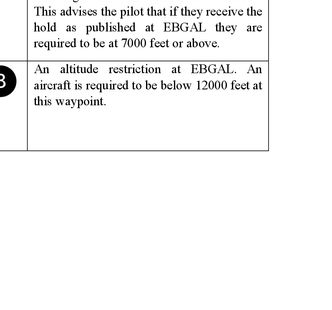 This advises the pilot that if they receive the
hold as published at EBGAL they are
required to be at 7000 feet or above.
An altitude restriction at EBGAL. An
aircraft is required to be below 12000 feet at
this waypoint.